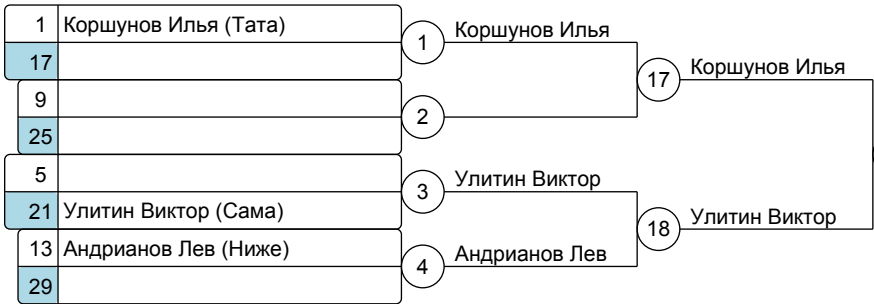 1 Коршунов Илья (Тата)
17
9
25
5
21 Улитин Виктор (Сама)
13 Андрианов Лев (Ниже)
29
1 Коршунов Илья
2
3 Улитин Виктор
4 Андрианов Лев
17 Коршунов Илья
18 Улитин Виктор